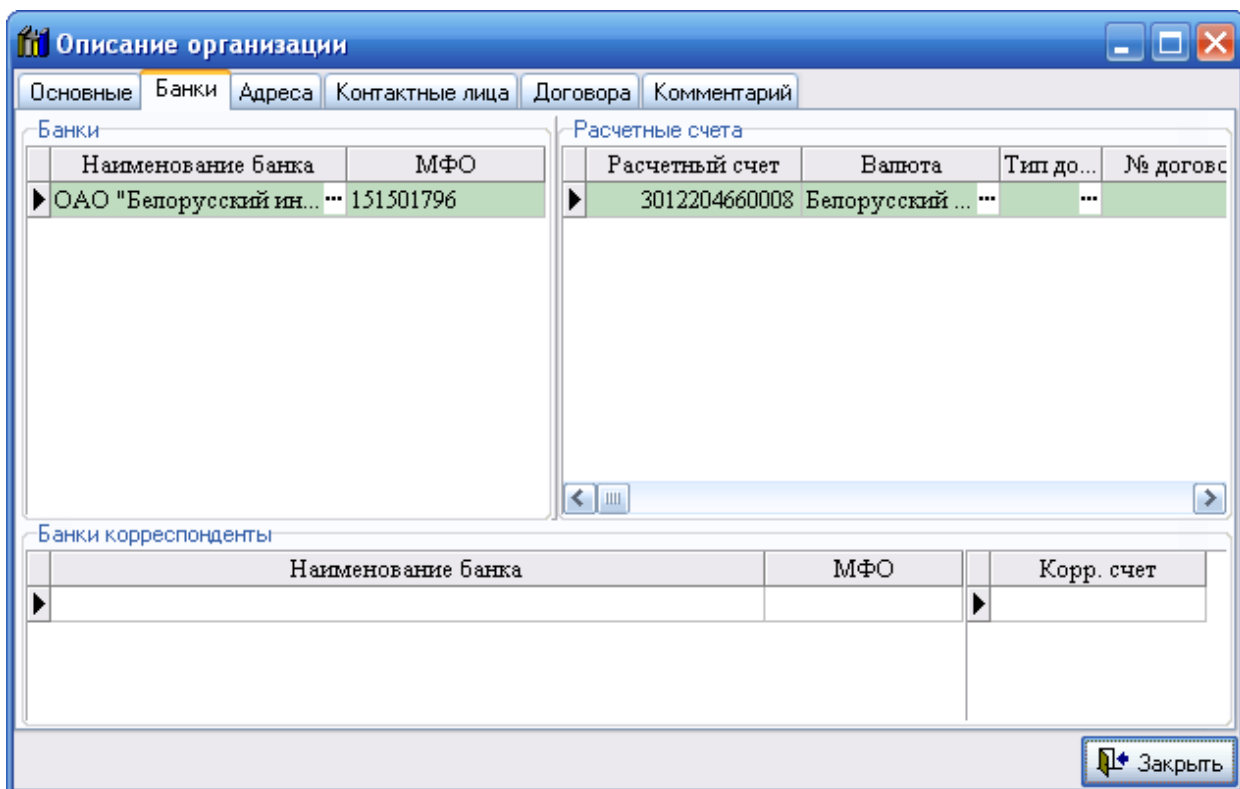 Описание организации
Основные Банки Адреса Контактные лица Договора Комментарий
Банки Расчетные счета
Наименование банка МФО Расчетный счет Валюта Тип до... № догово
ОАО "Белорусский ин... ... 151501796 3012204660008 Белорусский ... ... ...
Банки корреспонденты
Наименование банка МФО Корр. счет
Закрыть